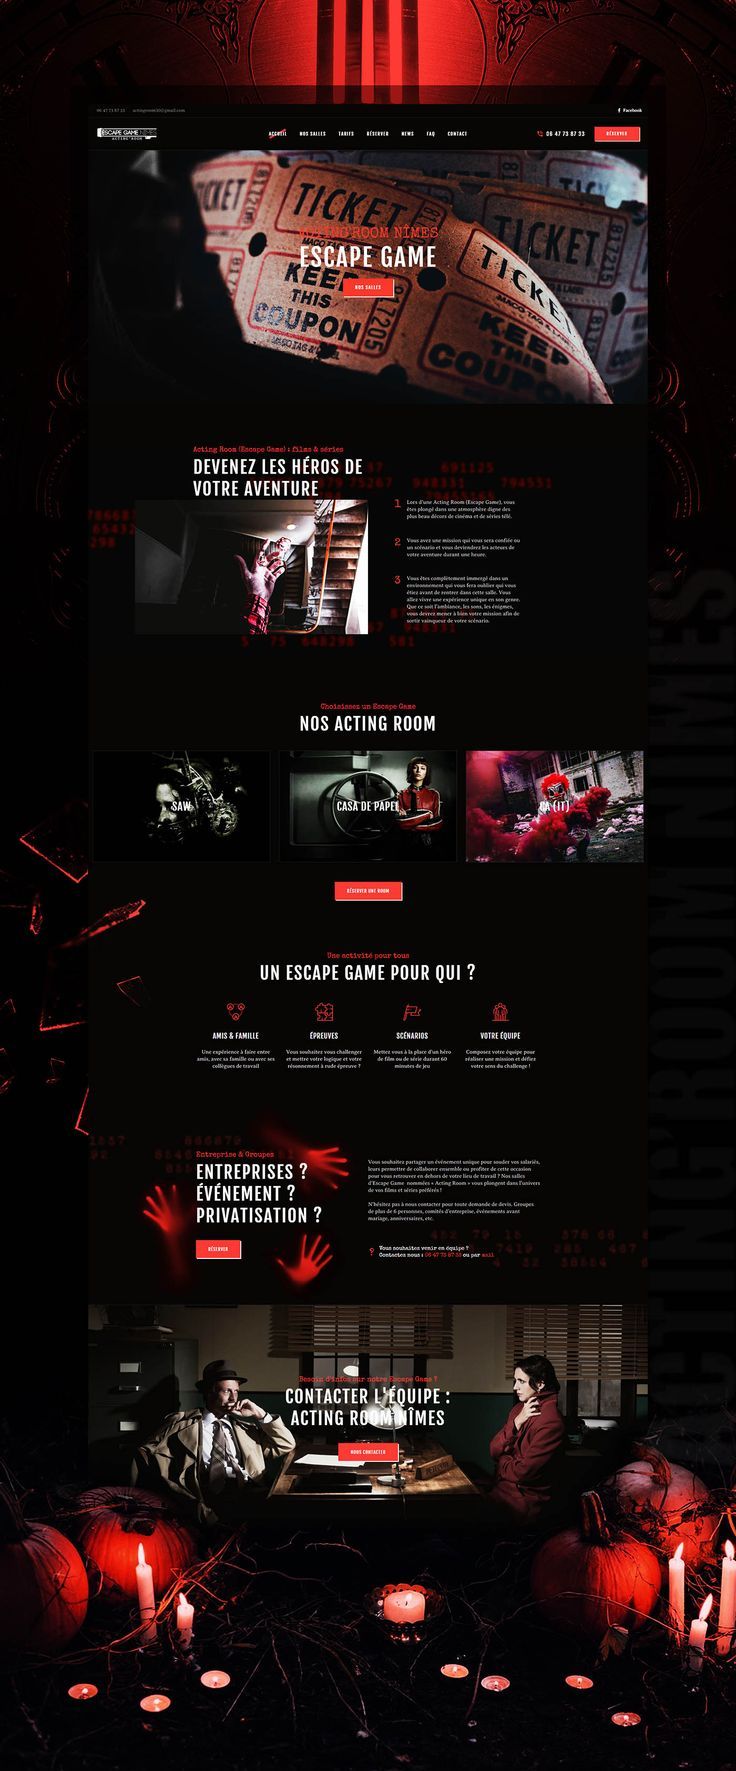 06 47 73 87 33 actingroom30@gmail.com
Facebook
ESCAPE GAME NÎMES
ACTING'ROOM
ACCUEIL NOS SALLES TARIFS RÉSERVER NEWS FAQ CONTACT
06 47 73 87 33
RÉSERVER
TICKET TICKET TICKET TICKET
ACTING'ROOM NÎMES
ESCAPE GAME
NOS SALLES
KEEP THIS COUPON
817205
817215
KEEP THIS COUPON
Acting Room (Escape Game) : films & séries
DEVENEZ LES HÉROS DE
VOTRE AVENTURE
1 Lors d'une Acting Room (Escape Game), vous
êtes plongé dans une atmosphère digne des
plus beau décors de cinéma et de séries télé.
2 Vous avez une mission qui vous sera confiée ou
un scénario et vous deviendrez les acteurs de
votre aventure durant une heure.
3 Vous êtes complètement immergé dans un
environnement qui vous fera oublier qui vous
étiez avant de rentrer dans cette salle. Vous
allez vivre une expérience unique en son genre.
Que ce soit l'ambiance, les sons, les énigmes,
vous devrez mener à bien votre mission afin de
sortir vainqueur de votre scénario.
Choisissez un Escape Game
NOS ACTING ROOM
SAW
CASA DE PAPEL
ÇA (IT)
RÉSERVER UNE ROOM
Une activité pour tous
UN ESCAPE GAME POUR QUI ?
AMIS & FAMILLE
Une expérience à faire entre
amis, avec sa famille ou avec ses
collègues de travail
ÉPREUVES
Vous souhaitez vous challenger
et mettre votre logique et votre
résonnement à rude épreuve ?
SCÉNARIOS
Mettez vous à la place d'un héro
de film ou de série durant 60
minutes de jeu
VOTRE ÉQUIPE
Composez votre équipe pour
réaliser une mission et défiez
votre sens du challenge !
Entreprise & Groupes
ENTREPRISES ?
ÉVÉNEMENT ?
PRIVATISATION ?
RÉSERVER
Vous souhaitez partager un événement unique pour souder vos salariés,
leurs permettre de collaborer ensemble ou profiter de cette occasion
pour vous retrouver en dehors de votre lieu de travail ? Nos salles
d'Escape Game nommées « Acting Room » vous plongent dans l'univers
de vos films et séries préférés !
N'hésitez pas à nous contacter pour toute demande de devis. Groupes
de plus de 6 personnes, comités d'entreprise, événements avant
mariage, anniversaires, etc.
? Vous souhaitez venir en équipe ?
Contactez nous : 06 47 73 87 33 ou par mail
Besoin d'infos sur notre Escape Game ?
CONTACTER L'ÉQUIPE :
ACTING ROOM NÎMES
NOUS CONTACTER
ACTING'ROOM NIMES